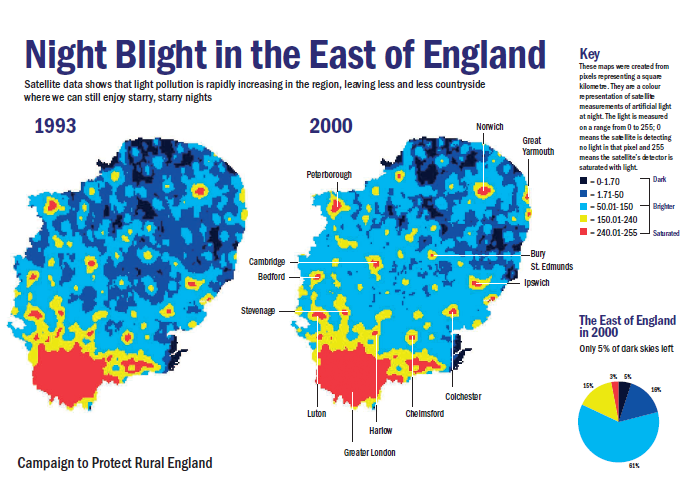 Night Blight in the East of England
Satellite data shows that light pollution is rapidly increasing in the region, leaving less and less countryside
where we can still enjoy starry, starry nights
1993
2000
Norwich
Great
Yarmouth
Peterborough
Cambridge
Bedford
Stevenage
Bury
St. Edmunds
Ipswich
Luton
Harlow
Greater London
Chelmsford
Colchester
Campaign to Protect Rural England
Key
These maps were created from
pixels representing a square
kilometre. They are a colour
representation of satellite
measurements of artificial light
at night. The light is measured
on a range from 0 to 255; 0
means the satellite is detecting
no light in that pixel and 255
means the satellite's detector is
saturated with light.
= 0-1.70
Dark
= 1.71-50
= 50.01-150
Brighter
= 150.01-240
= 240.01-255
Saturated
The East of England
in 2000
Only 5% of dark skies left
15%
3%
5%
16%
61%